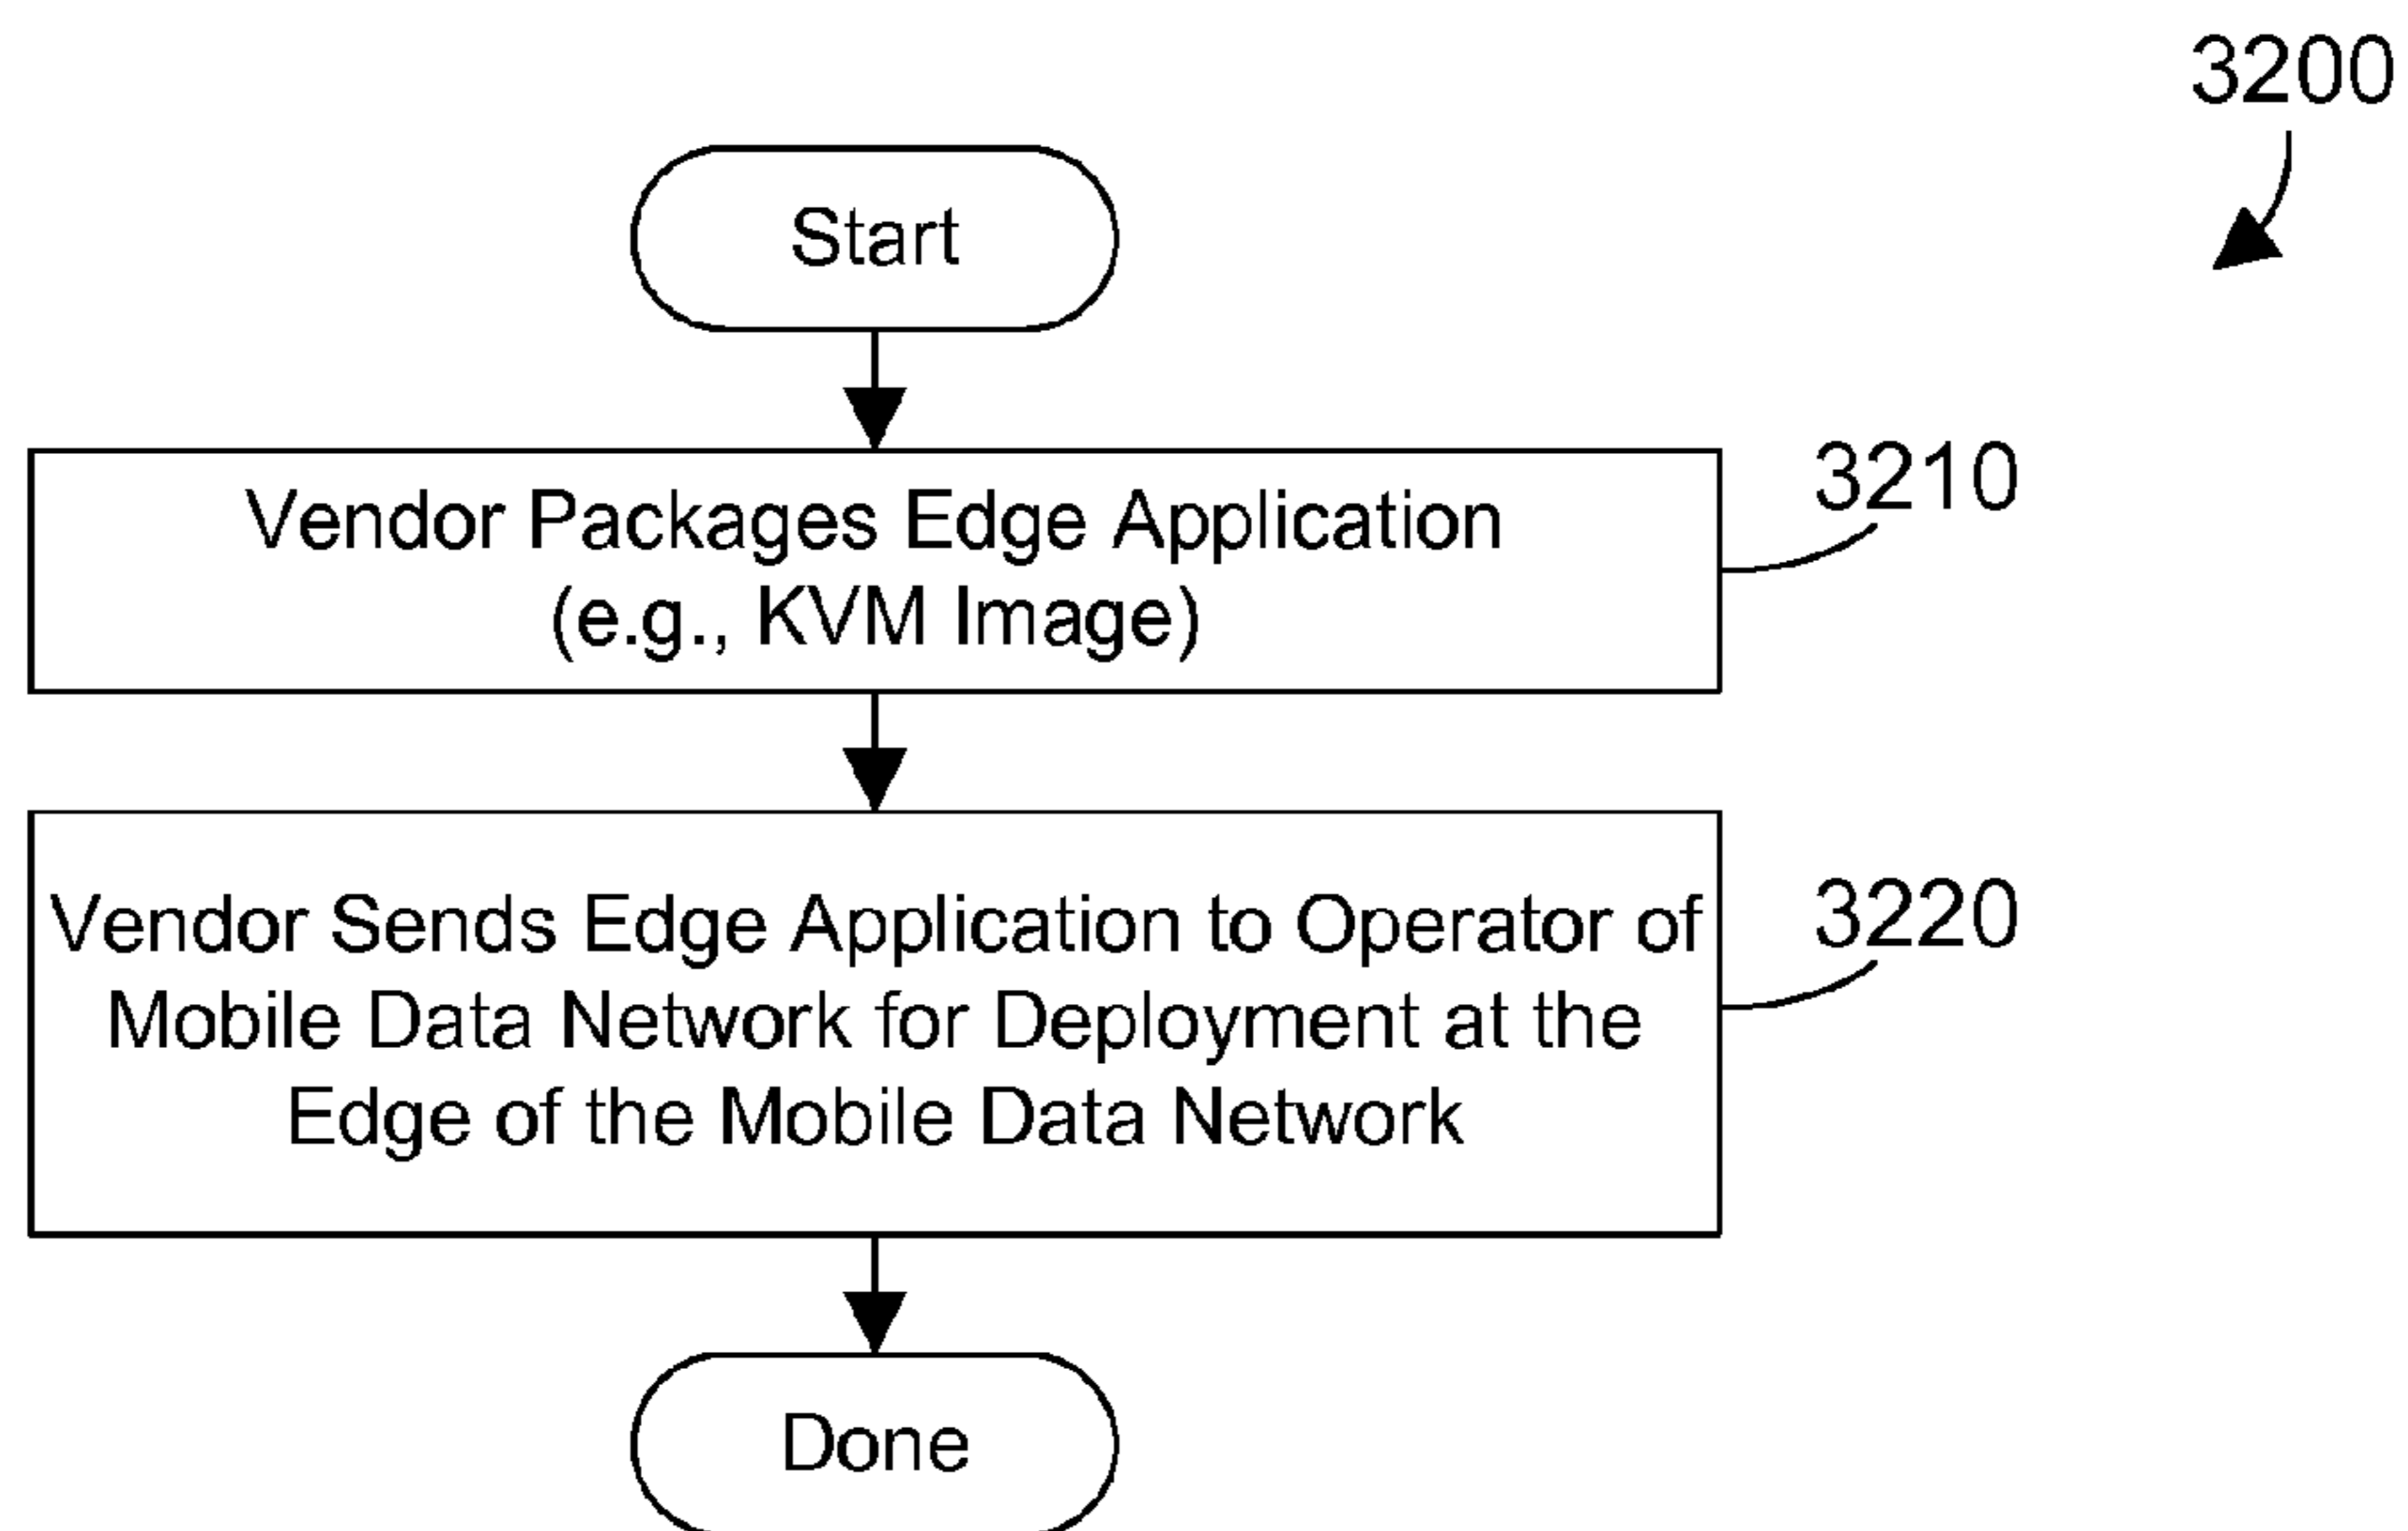 3200
Start
Vendor Packages Edge Application
(e.g., KVM Image)
3210
Vendor Sends Edge Application to Operator of
Mobile Data Network for Deployment at the
Edge of the Mobile Data Network
3220
Done